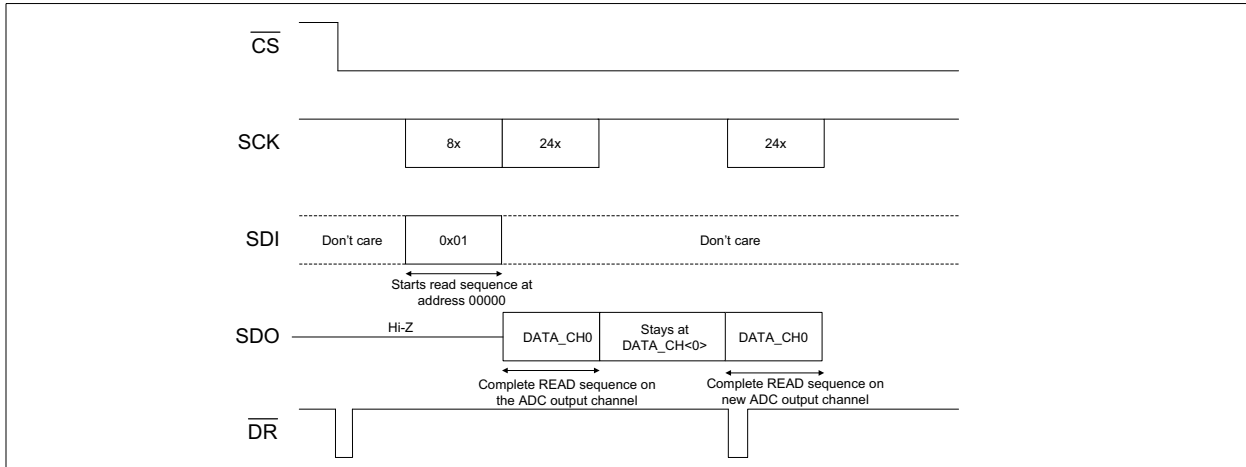 CS
SCK
8x
24x
24x
SDI
Don't care
0x01
Don't care
Starts read sequence at
address 00000
SDO
Hi-Z
DATA_CH0
Stays at
DATA_CH<0>
DATA_CH0
Complete READ sequence on
the ADC output channel
Complete READ sequence on
new ADC output channel
DR